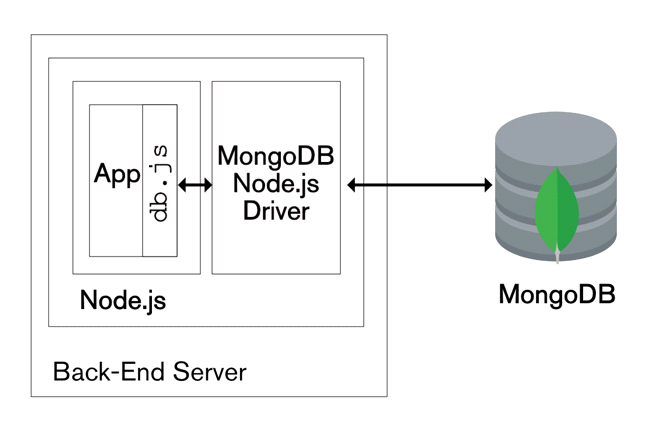 App
db.js
MongoDB
Node.js
Driver
Node.js
Back-End Server
MongoDB